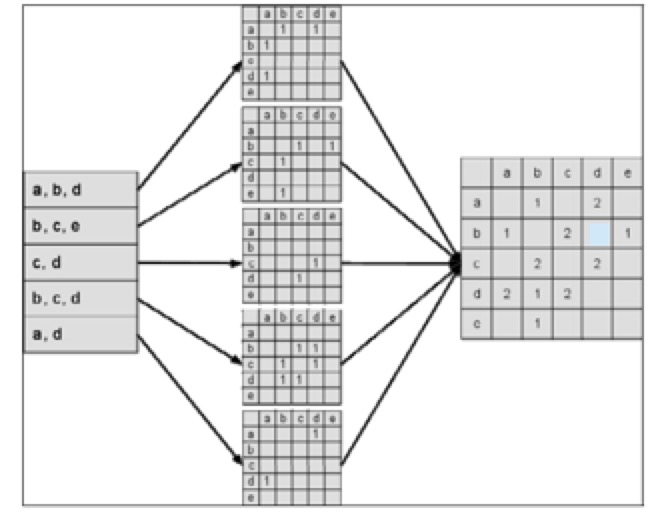 a, b, d
b, c, e
c, d
b, c, d
a, d
a b c d e
a 1 1
b 1
c
d 1
e
a b c d e
a
b 1 1
c 1
d
e 1
a b c d e
a
b
c 1
d 1
e
a b c d e
a
b 1 1
c 1 1
d 1 1
e
a b c d e
a 1
b
c
d 1
e
a b c d e
a 1 2
b 1 2 1
c 2 2
d 2 1 2
e 1